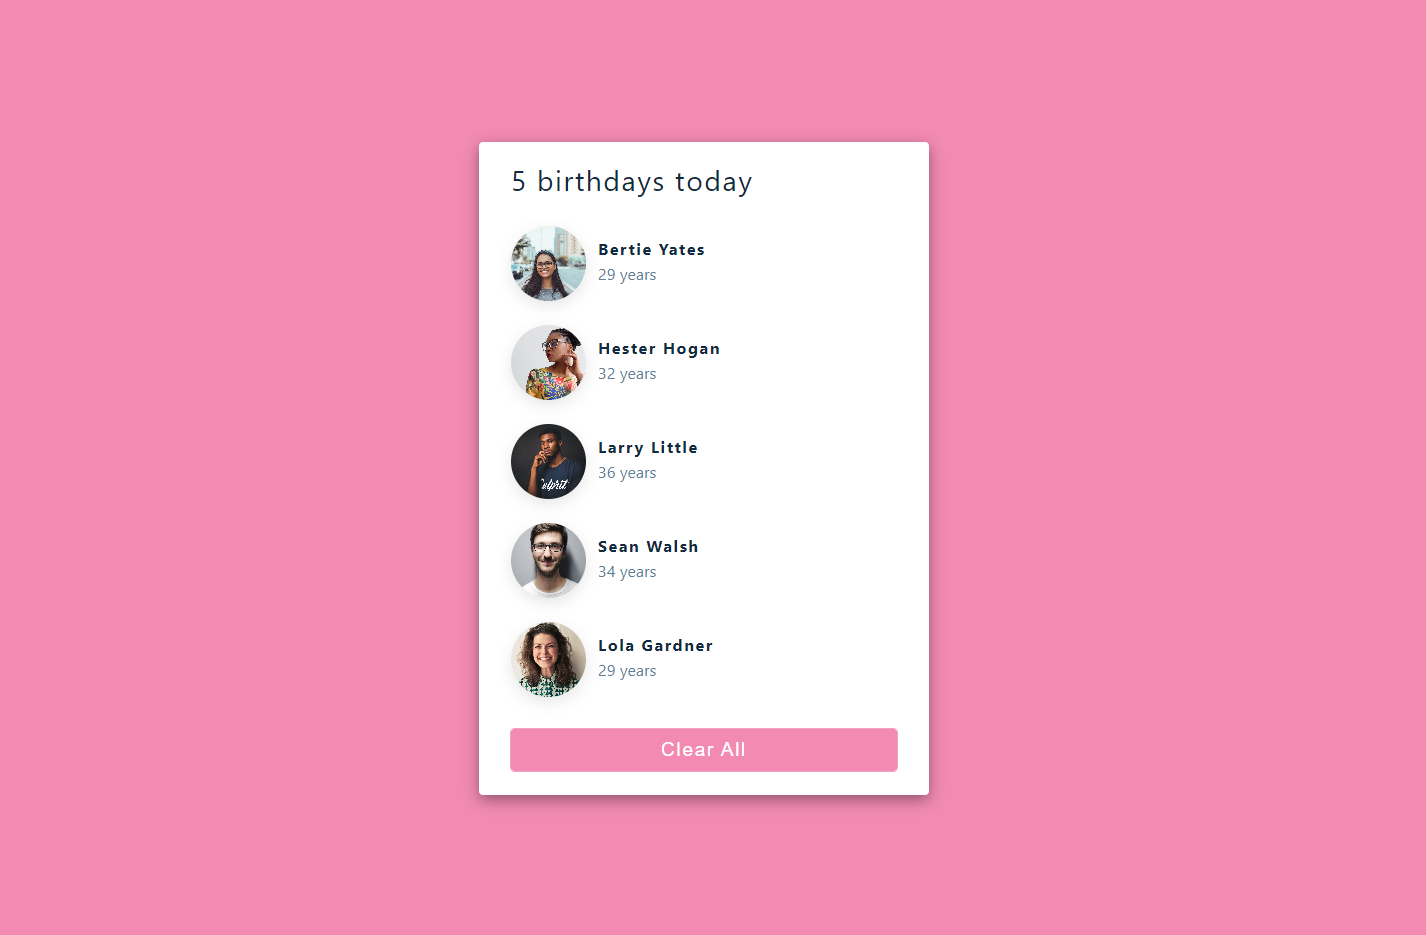 5 birthdays today
Bertie Yates
29 years
Hester Hogan
32 years
Larry Little
36 years
Sean Walsh
34 years
Lola Gardner
29 years
Clear All